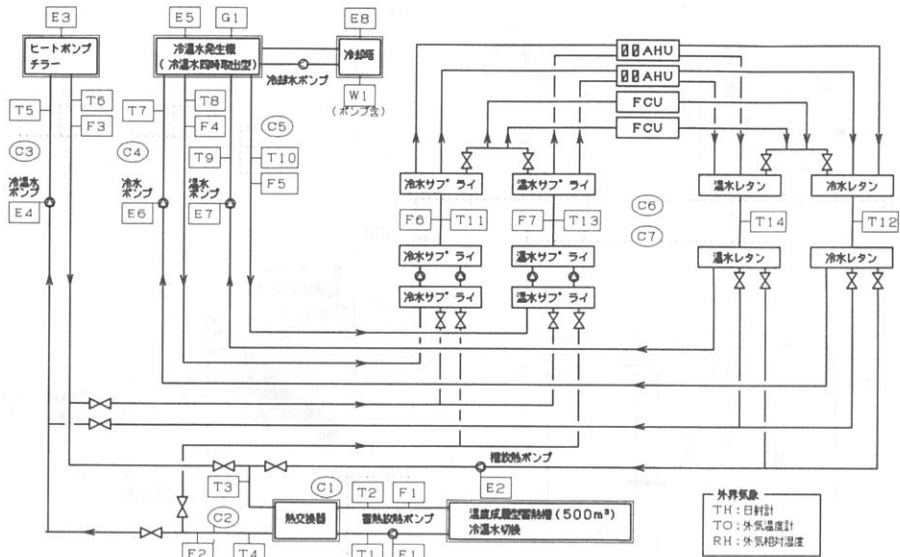 E3
E5
G1
E8
ヒートポンプ
チラー
冷温水発生機
(冷温水同時取出型)
冷却塔
冷却水ポンプ
W1
(ポンプ含)
00AHU
00AHU
FCU
FCU
T5
T6
F3
T7
T8
F4
C5
T9
T10
F5
C3
C4
冷温水
ポンプ
冷水
ポンプ
温水
ポンプ
E4
E6
E7
冷水サプライ
温水サプライ
温水レタン
冷水レタン
F6
T11
F7
T13
C6
C7
T14
T12
冷水サプライ
温水サプライ
温水レタン
冷水レタン
冷水サプライ
温水サプライ
槽放熱ポンプ
E2
T3
C1
T2
F1
C2
熱交換器
蓄熱放熱ポンプ
温度成層型蓄熱槽(500m³)
冷温水切換
F2
T4
T1
E1
外界気象
TH:日射計
TO:外気温度計
RH:外気相対湿度